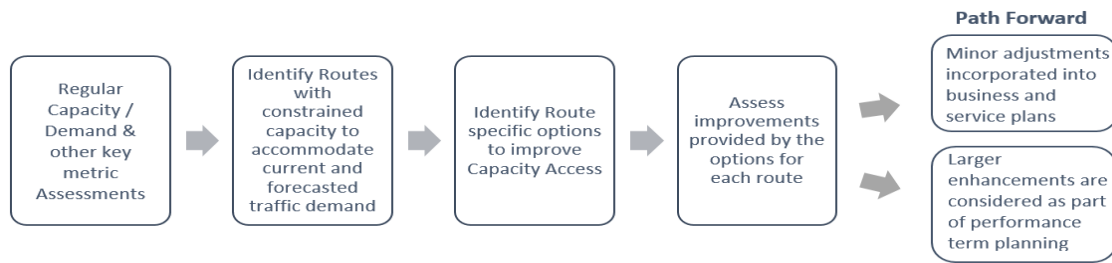 Path Forward
Regular
Capacity /
Demand &
other key
metric
Assessments
Identify Routes
with
constrained
capacity to
accommodate
current and
forecasted
traffic demand
Identify Route
specific options
to improve
Capacity Access
Assess
improvements
provided by the
options for
each route
Minor adjustments
incorporated into
business and
service plans
Larger
enhancements are
considered as part
of performance
term planning